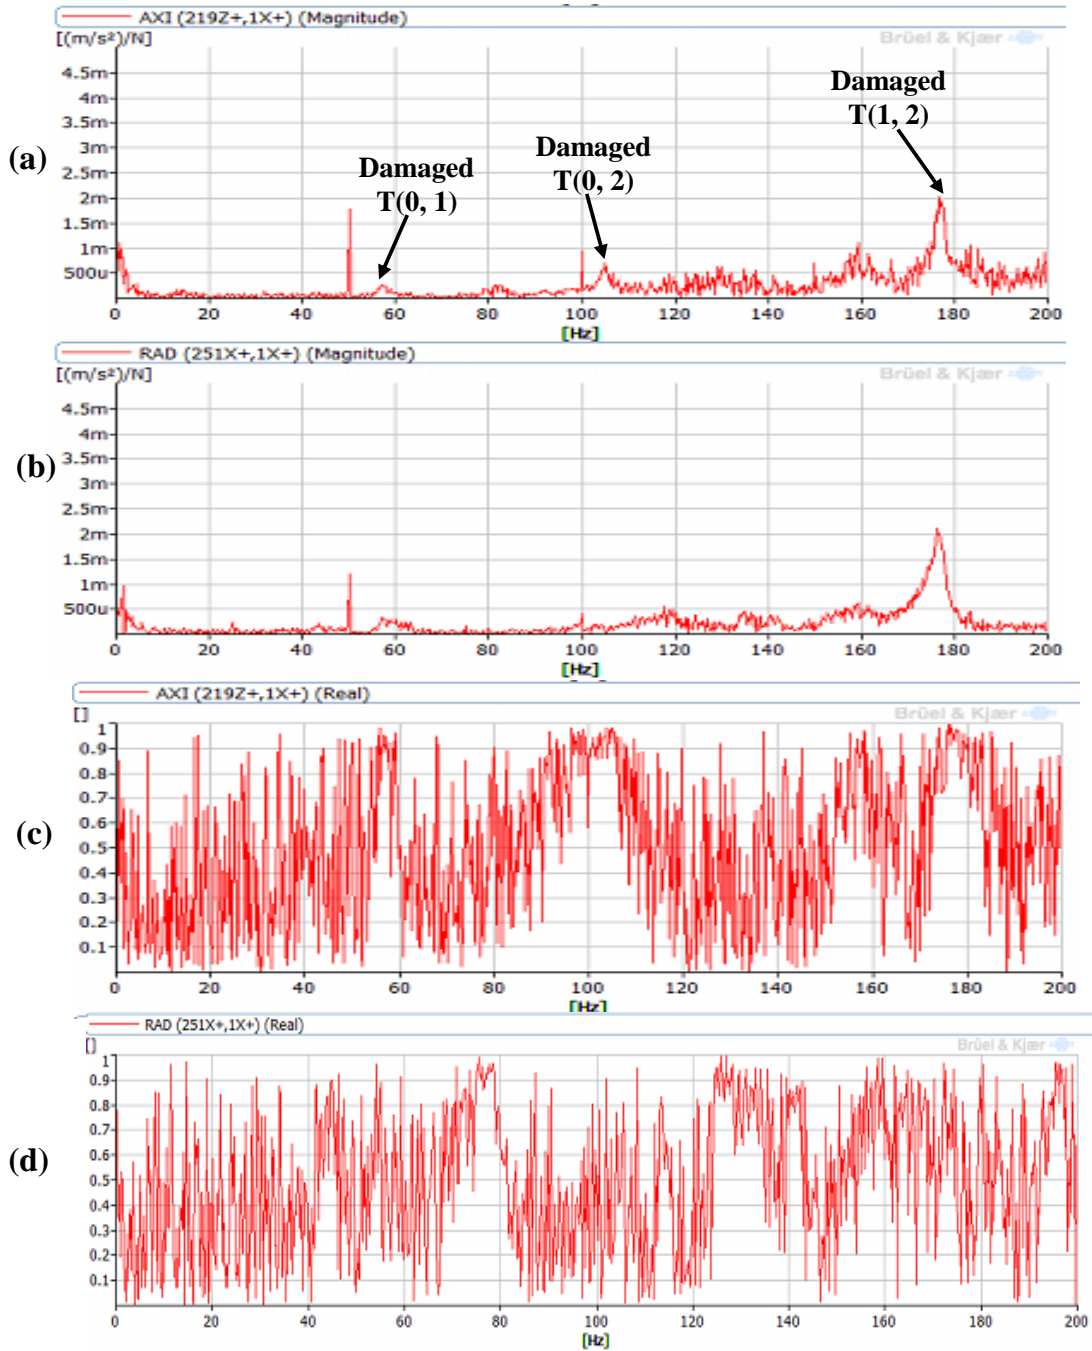 AXI (219Z+,1X+) (Magnitude)
[(m/s²)/N]
Brüel & Kjær
Damaged
T(1, 2)
Damaged
T(0, 2)
Damaged
T(0, 1)
(a)
4.5m
4m
3.5m
3m
2.5m
2m
1.5m
1m
500u
0 20 40 60 80 100 120 140 160 180 200
[Hz]
RAD (251X+,1X+) (Magnitude)
[(m/s²)/N]
Brüel & Kjær
(b)
4.5m
4m
3.5m
3m
2.5m
2m
1.5m
1m
500u
0 20 40 60 80 100 120 140 160 180 200
[Hz]
AXI (219Z+,1X+) (Real)
[]
Brüel & Kjær
(c)
1
0.9
0.8
0.7
0.6
0.5
0.4
0.3
0.2
0.1
0 20 40 60 80 100 120 140 160 180 200
[Hz]
RAD (251X+,1X+) (Real)
[]
Brüel & Kjær
(d)
1
0.9
0.8
0.7
0.6
0.5
0.4
0.3
0.2
0.1
0 20 40 60 80 100 120 140 160 180 200
[Hz]